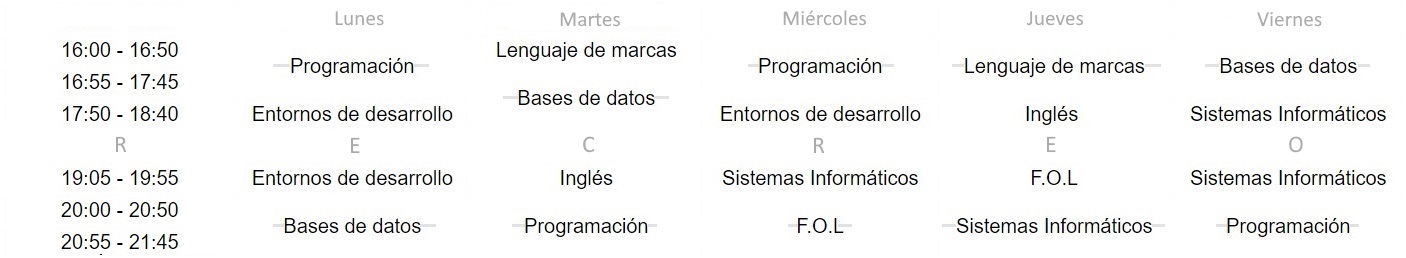 Lunes Martes Miércoles Jueves Viernes
16:00 - 16:50 Lenguaje de marcas
Programación Programación Lenguaje de marcas Bases de datos
16:55 - 17:45
Bases de datos
17:50 - 18:40 Entornos de desarrollo Entornos de desarrollo Inglés Sistemas Informáticos
R E C R E O
19:05 - 19:55 Entornos de desarrollo Inglés Sistemas Informáticos F.O.L Sistemas Informáticos
20:00 - 20:50
Bases de datos Programación F.O.L Sistemas Informáticos Programación
20:55 - 21:45